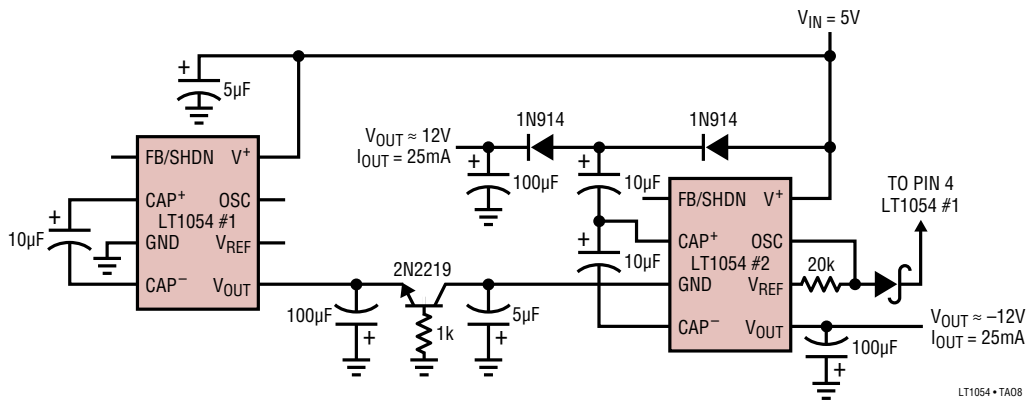 V_IN = 5V
+
5µF
FB/SHDN V⁺
CAP⁺ OSC
LT1054 #1
GND V_REF
CAP⁻ V_OUT
+
10µF
V_OUT ≈ 12V
I_OUT = 25mA
1N914
1N914
+
100µF
+
10µF
+
10µF
FB/SHDN V⁺
CAP⁺ OSC
LT1054 #2
GND V_REF
CAP⁻ V_OUT
TO PIN 4
LT1054 #1
20k
2N2219
100µF
+
1k
5µF
+
V_OUT ≈ –12V
I_OUT = 25mA
100µF
+
LT1054 • TA08